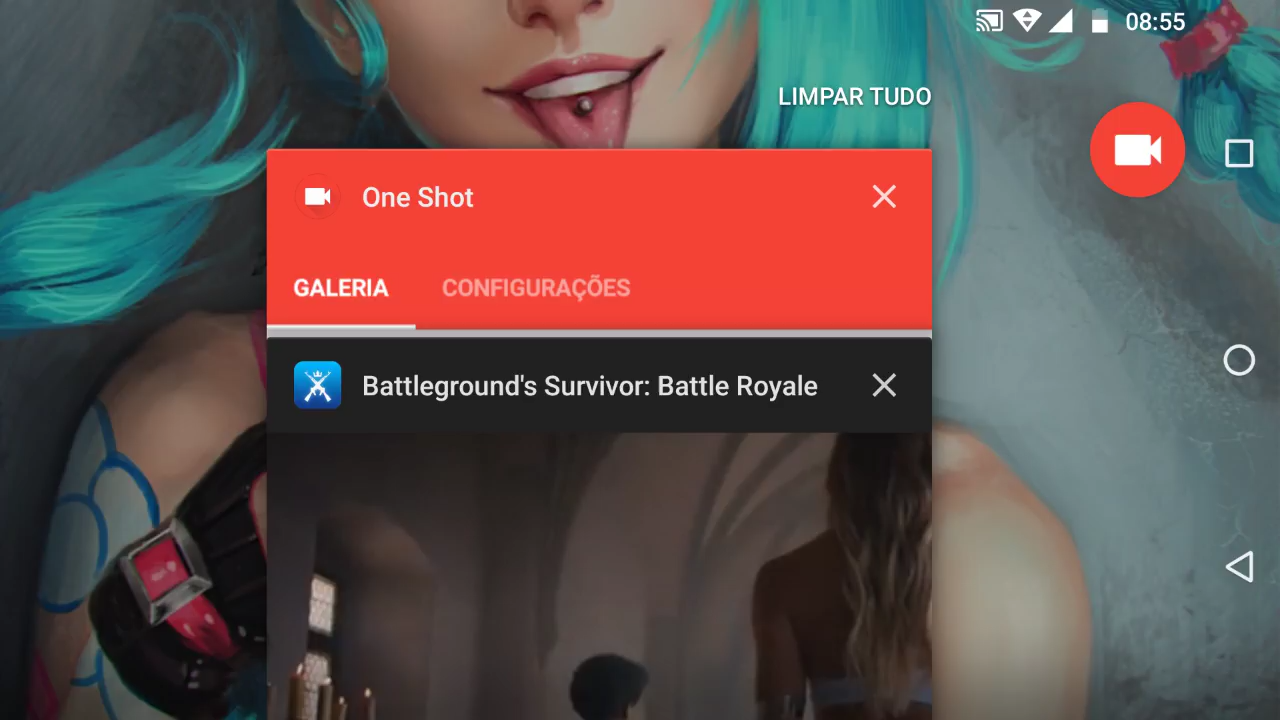 08:55
LIMPAR TUDO
One Shot
GALERIA CONFIGURAÇÕES
Battleground's Survivor: Battle Royale